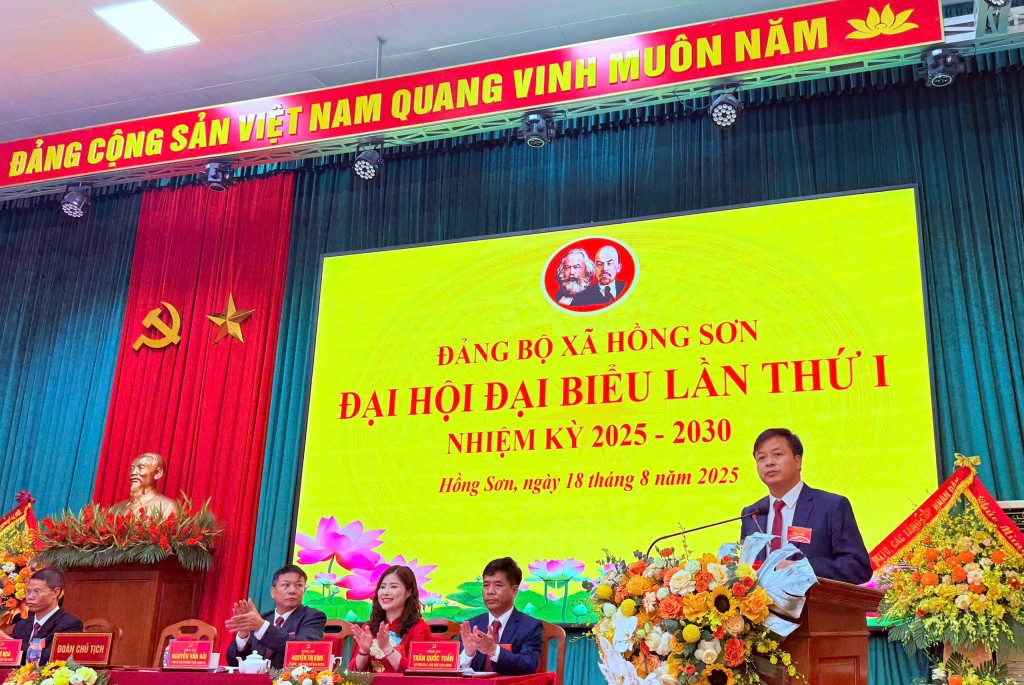 ĐẢNG CỘNG SẢN VIỆT NAM QUANG VINH MUÔN NĂM
ĐẢNG BỘ XÃ HỒNG SƠN
ĐẠI HỘI ĐẠI BIỂU LẦN THỨ I
NHIỆM KỲ 2025 - 2030
Hồng Sơn, ngày 18 tháng 8 năm 2025
ĐOÀN CHỦ TỊCH
NGUYỄN VĂN HẢI
NGUYỄN THỊ
TRẦN QUỐC TUẤN